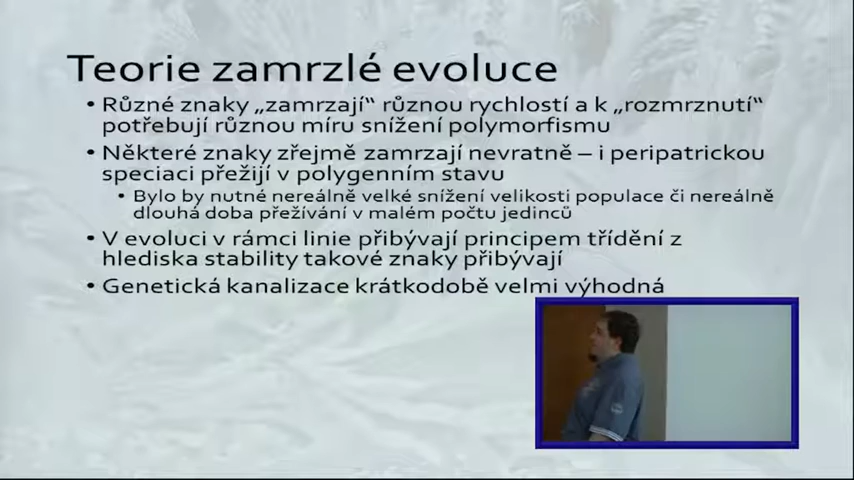 Teorie zamrzlé evoluce
• Různé znaky „zamrzají“ různou rychlostí a k „rozmrznutí“
potřebují různou míru snížení polymorfismu
• Některé znaky zřejmě zamrzají nevratně – i peripatrickou
speciaci přežijí v polygenním stavu
• Bylo by nutné nereálně velké snížení velikosti populace či nereálně
dlouhá doba přežívání v malém počtu jedinců
• V evoluci v rámci linie přibývají principem třídění z
hlediska stability takové znaky přibývají
• Genetická kanalizace krátkodobě velmi výhodná